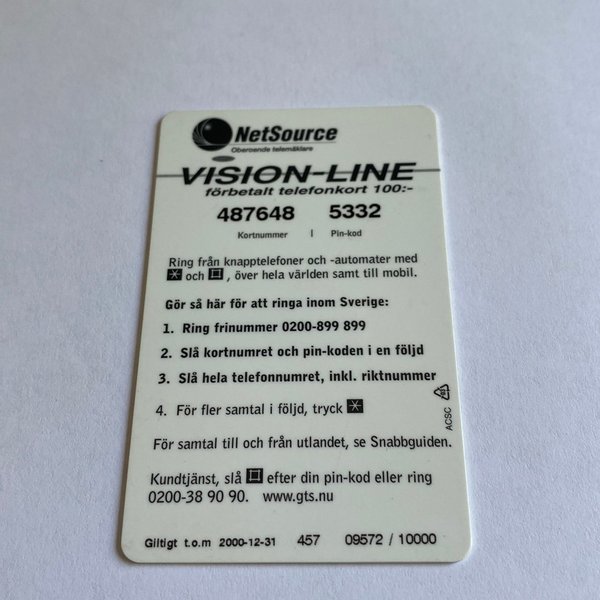 NetSource
Oberoende telemäklare
VISION-LINE
förbetalt telefonkort 100:-
487648 5332
Kortnummer | Pin-kod
Ring från knapptelefoner och -automater med
* och #, över hela världen samt till mobil.
Gör så här för att ringa inom Sverige:
1. Ring frinummer 0200-899 899
2. Slå kortnumret och pin-koden i en följd
3. Slå hela telefonnumret, inkl. riktnummer
4. För fler samtal i följd, tryck *
För samtal till och från utlandet, se Snabbguiden.
Kundtjänst, slå # efter din pin-kod eller ring
0200-38 90 90. www.gts.nu
Giltigt t.o.m 2000-12-31 457 09572 / 10000
ACSC